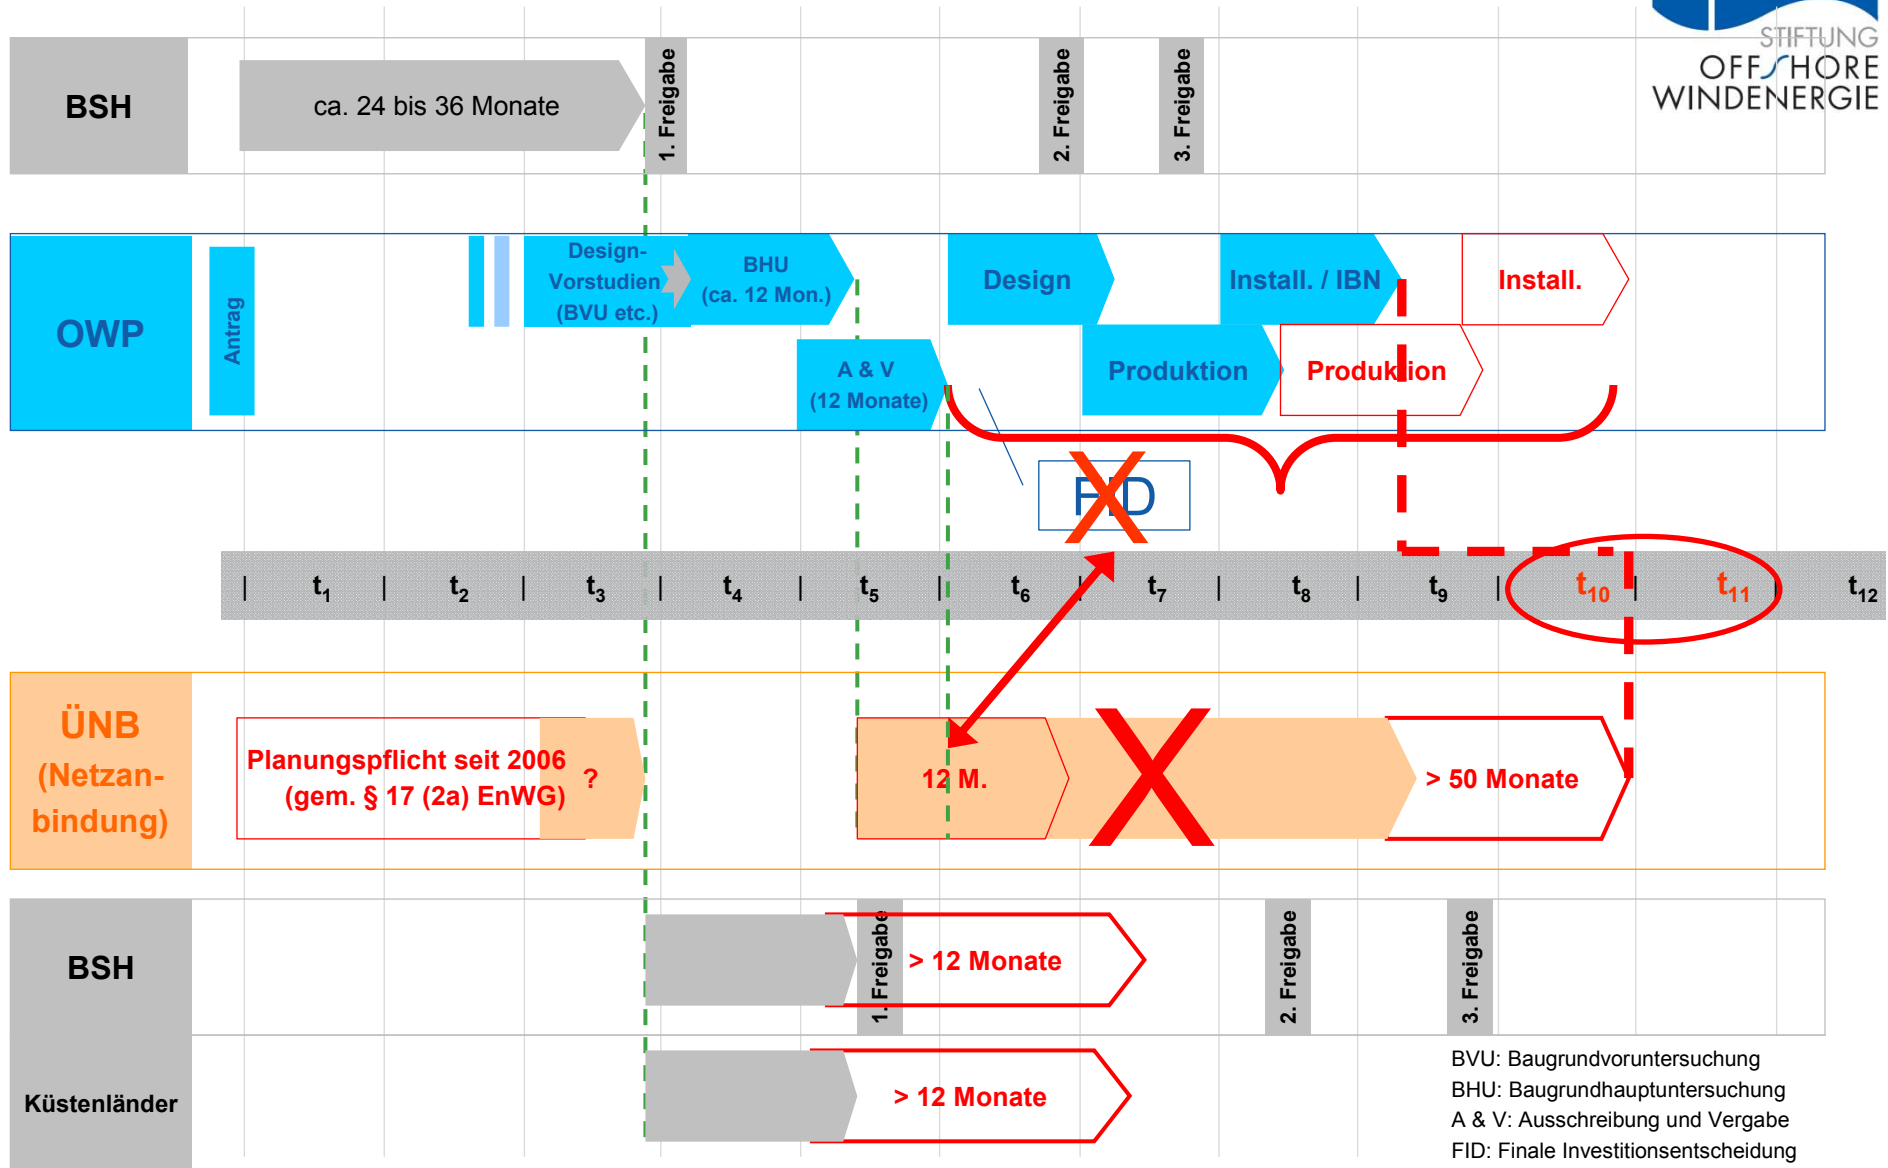 STIFTUNG
OFFSHORE
WINDENERGIE
BSH
ca. 24 bis 36 Monate
1. Freigabe
2. Freigabe
3. Freigabe
OWP
Antrag
Design-
Vorstudien
(BVU etc.)
BHU
(ca. 12 Mon.)
Design
Install. / IBN
Install.
A & V
(12 Monate)
Produktion
Produktion
FID
X
| t1 | t2 | t3 | t4 | t5 | t6 | t7 | t8 | t9 | t10 | t11 | t12
ÜNB
(Netzan-
bindung)
Planungspflicht seit 2006
(gem. § 17 (2a) EnWG)
?
12 M.
X
> 50 Monate
BSH
1. Freigabe
> 12 Monate
2. Freigabe
3. Freigabe
Küstenländer
> 12 Monate
BVU: Baugrundvoruntersuchung
BHU: Baugrundhauptuntersuchung
A & V: Ausschreibung und Vergabe
FID: Finale Investitionsentscheidung